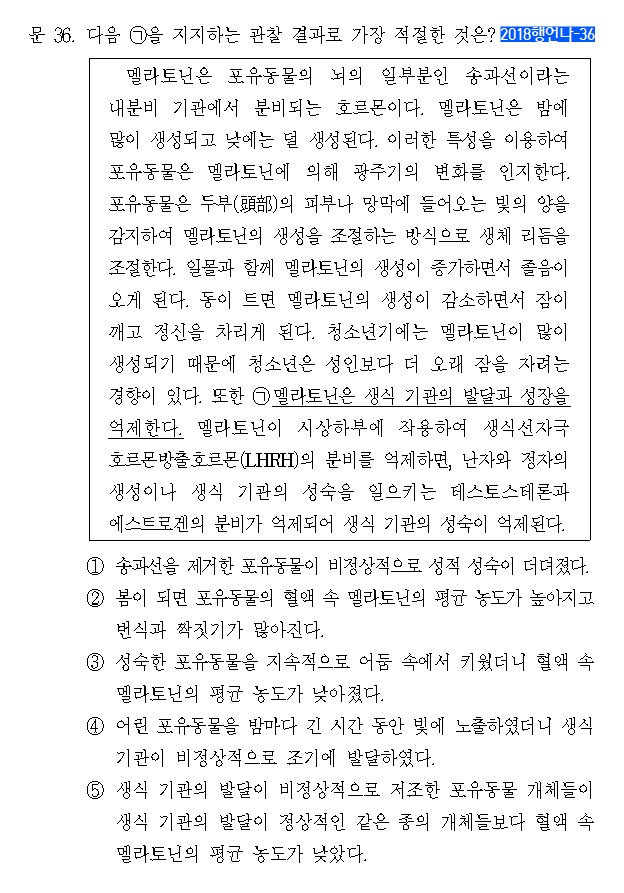 문 36. 다음 ㉠을 지지하는 관찰 결과로 가장 적절한 것은? 2018행언나-36
멜라토닌은 포유동물의 뇌의 일부분인 송과선이라는
내분비 기관에서 분비되는 호르몬이다. 멜라토닌은 밤에
많이 생성되고 낮에는 덜 생성된다. 이러한 특성을 이용하여
포유동물은 멜라토닌에 의해 광주기의 변화를 인지한다.
포유동물은 두부(頭部)의 피부나 망막에 들어오는 빛의 양을
감지하여 멜라토닌의 생성을 조절하는 방식으로 생체 리듬을
조절한다. 일몰과 함께 멜라토닌의 생성이 증가하면서 졸음이
오게 된다. 동이 트면 멜라토닌의 생성이 감소하면서 잠이
깨고 정신을 차리게 된다. 청소년기에는 멜라토닌이 많이
생성되기 때문에 청소년은 성인보다 더 오래 잠을 자려는
경향이 있다. 또한 ㉠멜라토닌은 생식 기관의 발달과 성장을
억제한다. 멜라토닌이 시상하부에 작용하여 생식선자극
호르몬방출호르몬(LHRH)의 분비를 억제하면, 난자와 정자의
생성이나 생식 기관의 성숙을 일으키는 테스토스테론과
에스트로겐의 분비가 억제되어 생식 기관의 성숙이 억제된다.
① 송과선을 제거한 포유동물이 비정상적으로 성적 성숙이 더뎌졌다.
② 봄이 되면 포유동물의 혈액 속 멜라토닌의 평균 농도가 높아지고
번식과 짝짓기가 많아진다.
③ 성숙한 포유동물을 지속적으로 어둠 속에서 키웠더니 혈액 속
멜라토닌의 평균 농도가 낮아졌다.
④ 어린 포유동물을 밤마다 긴 시간 동안 빛에 노출하였더니 생식
기관이 비정상적으로 조기에 발달하였다.
⑤ 생식 기관의 발달이 비정상적으로 저조한 포유동물 개체들이
생식 기관의 발달이 정상적인 같은 종의 개체들보다 혈액 속
멜라토닌의 평균 농도가 낮았다.